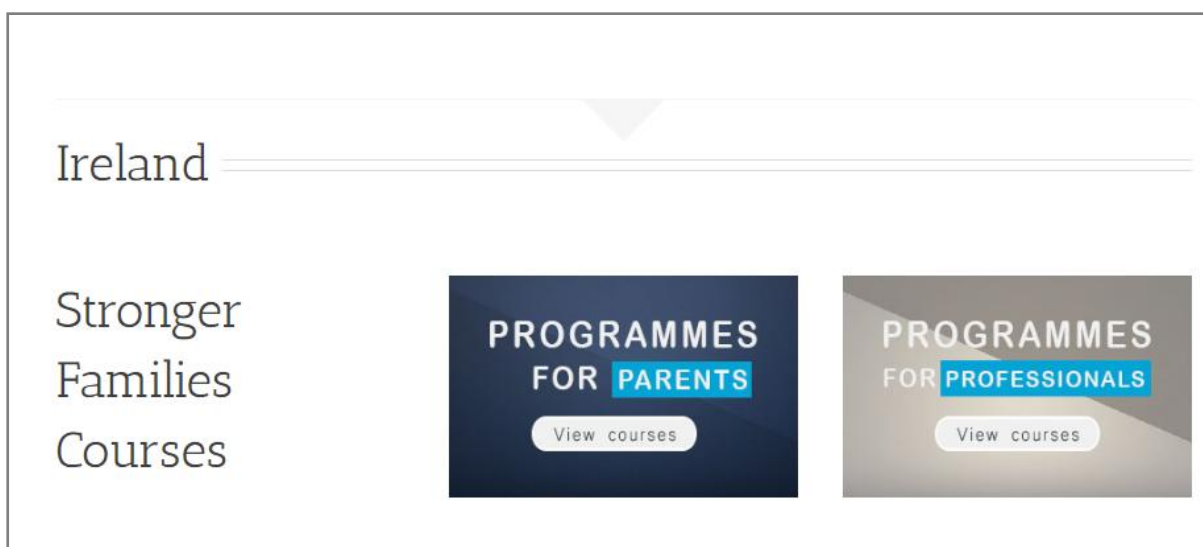 Ireland
Stronger
Families
Courses
PROGRAMMES
FOR PARENTS
View courses
PROGRAMMES
FOR PROFESSIONALS
View courses